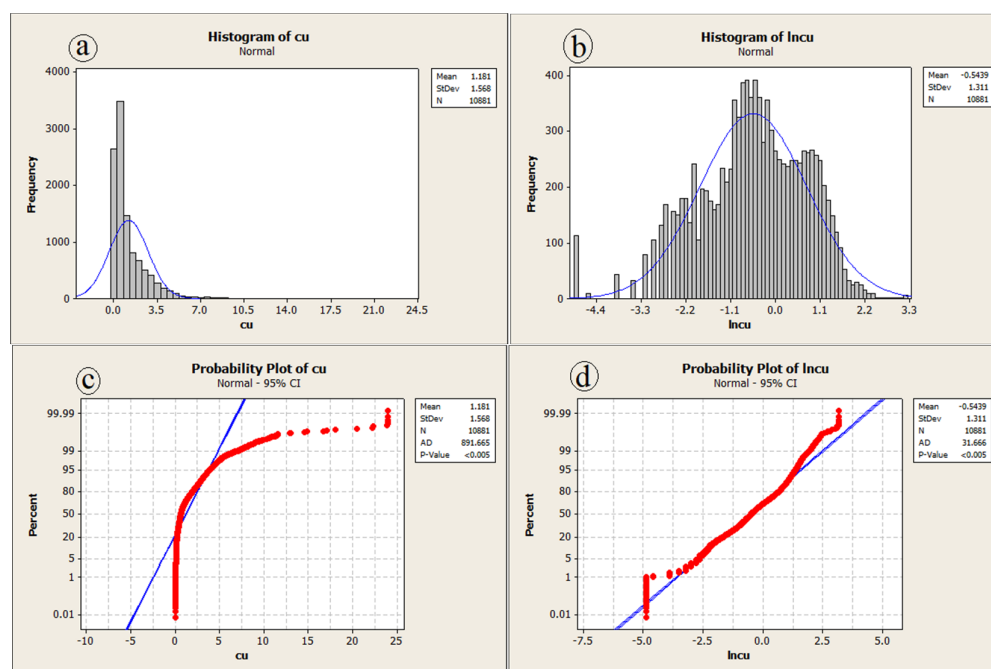 a
Histogram of cu
Normal
Mean 1.181
StDev 1.568
N 10881
4000
3000
2000
1000
0
Frequency
0.0 3.5 7.0 10.5 14.0 17.5 21.0 24.5
cu
b
Histogram of lncu
Normal
Mean -0.5439
StDev 1.311
N 10881
400
300
200
100
0
Frequency
-4.4 -3.3 -2.2 -1.1 0.0 1.1 2.2 3.3
lncu
c
Probability Plot of cu
Normal - 95% CI
Mean 1.181
StDev 1.568
N 10881
AD 891.665
P-Value <0.005
99.99
99
95
80
50
20
5
1
0.01
Percent
-10 -5 0 5 10 15 20 25
cu
d
Probability Plot of lncu
Normal - 95% CI
Mean -0.5439
StDev 1.311
N 10881
AD 31.666
P-Value <0.005
99.99
99
95
80
50
20
5
1
0.01
Percent
-7.5 -5.0 -2.5 0.0 2.5 5.0
lncu